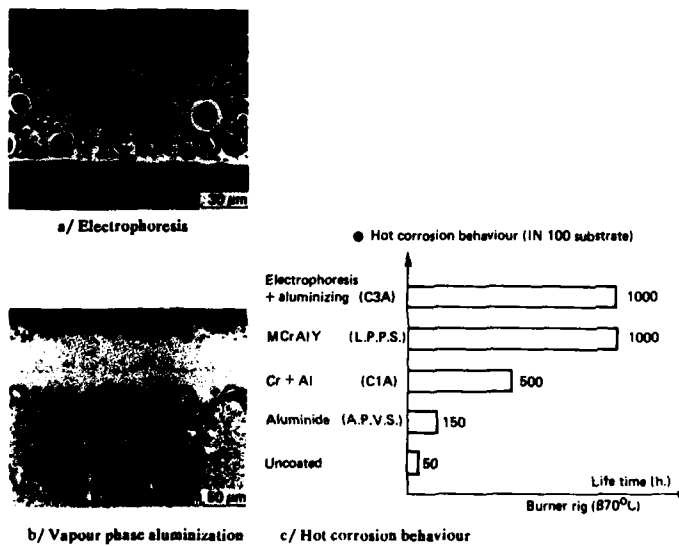 30 µm
a/ Electrophoresis
● Hot corrosion behaviour (IN 100 substrate)
Electrophoresis
+ aluminizing (C3A) 1000
MCrAlY (L.P.P.S.) 1000
Cr + Al (C1A) 500
Aluminide (A.P.V.S.) 150
Uncoated 50
Life time (h.)
Burner rig (870°C)
50 µm
b/ Vapour phase aluminization c/ Hot corrosion behaviour